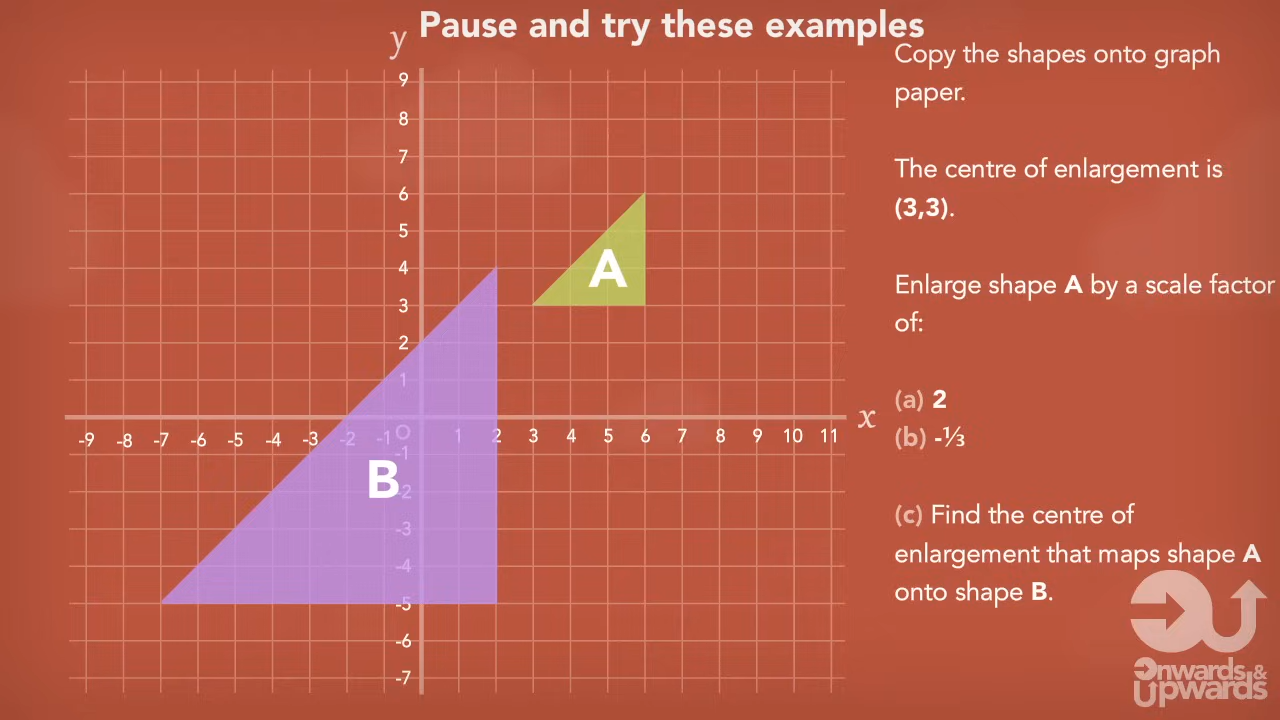 Pause and try these examples
y
9
8
7
6
5
4
3
2
1
-9 -8 -7 -6 -5 -4 -3 -2 -1 O 1 2 3 4 5 6 7 8 9 10 11 x
-1
-2
-3
-4
-5
-6
-7
A
B
Copy the shapes onto graph
paper.
The centre of enlargement is
(3,3).
Enlarge shape A by a scale factor
of:
(a) 2
(b) -⅓
(c) Find the centre of
enlargement that maps shape A
onto shape B.
Onwards &
Upwards